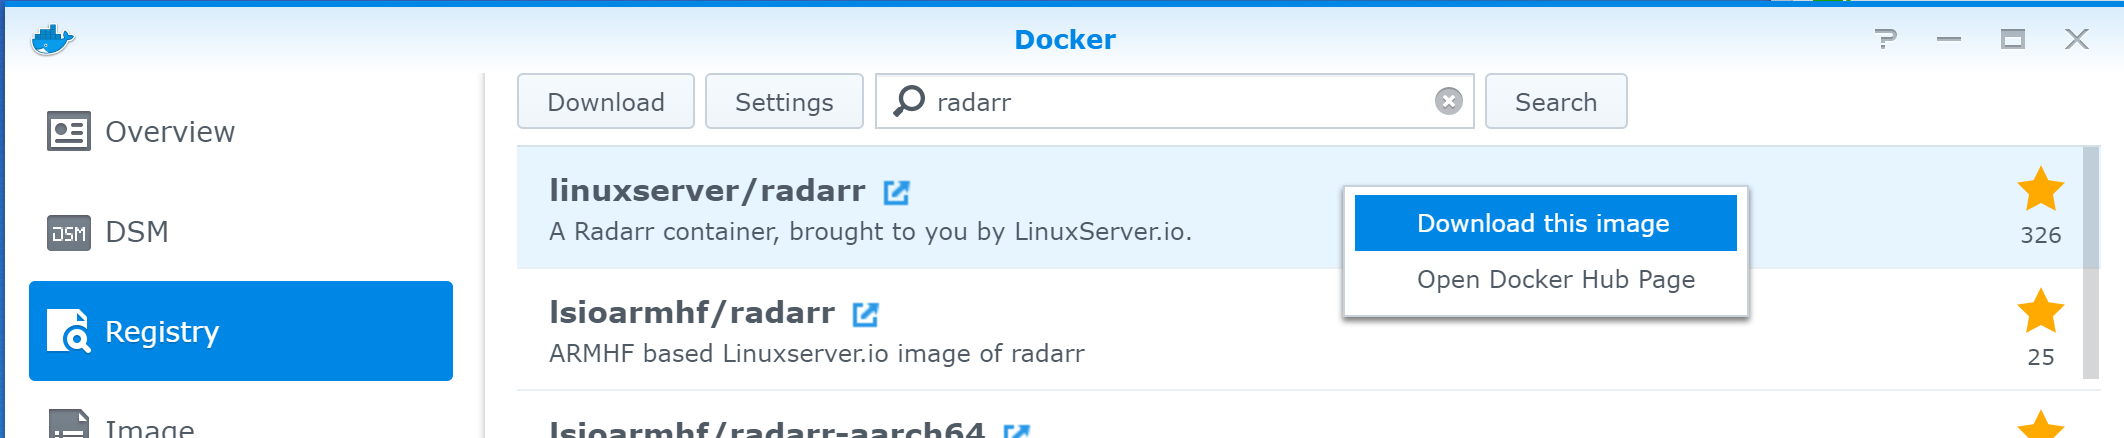 Docker
Overview
DSM
DSM
Registry
Image
Download
Settings
radarr
Search
linuxserver/radarr
A Radarr container, brought to you by LinuxServer.io.
326
Download this image
Open Docker Hub Page
lsioarmhf/radarr
ARMHF based Linuxserver.io image of radarr
25
lsioarmhf/radarr-aarch64